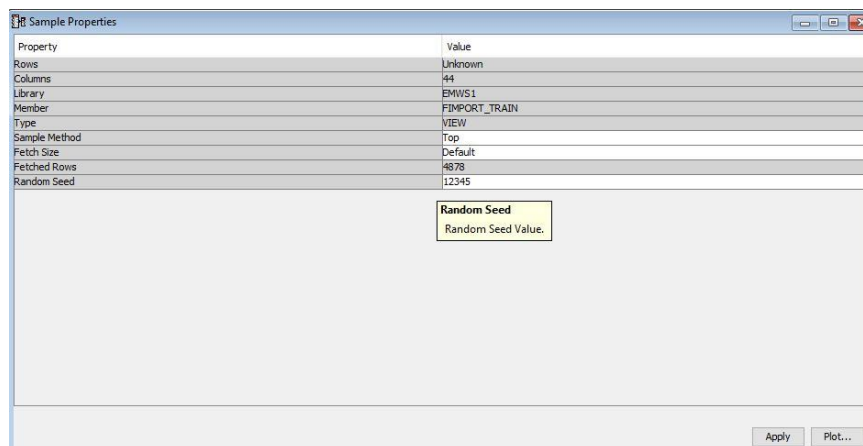 Sample Properties
Property Value
Rows Unknown
Columns 44
Library EMWS1
Member FIMPORT_TRAIN
Type VIEW
Sample Method Top
Fetch Size Default
Fetched Rows 4878
Random Seed 12345
Random Seed
Random Seed Value.
Apply Plot...